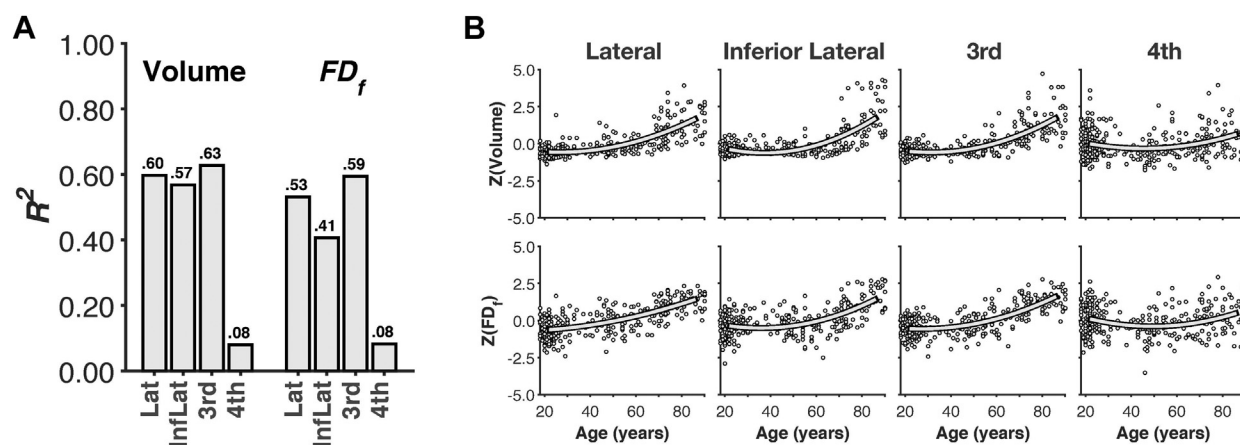 A
1.00
0.80
0.60
0.40
0.20
0.00
R²
Volume
FD_f
.60
.57
.63
.08
.53
.41
.59
.08
Lat
InfLat
3rd
4th
Lat
InfLat
3rd
4th
B
Lateral
Inferior Lateral
3rd
4th
Z(Volume)
5.0
2.5
0.0
-2.5
-5.0
Z(FD_f)
5.0
2.5
0.0
-2.5
-5.0
20 40 60 80
20 40 60 80
20 40 60 80
20 40 60 80
Age (years)
Age (years)
Age (years)
Age (years)